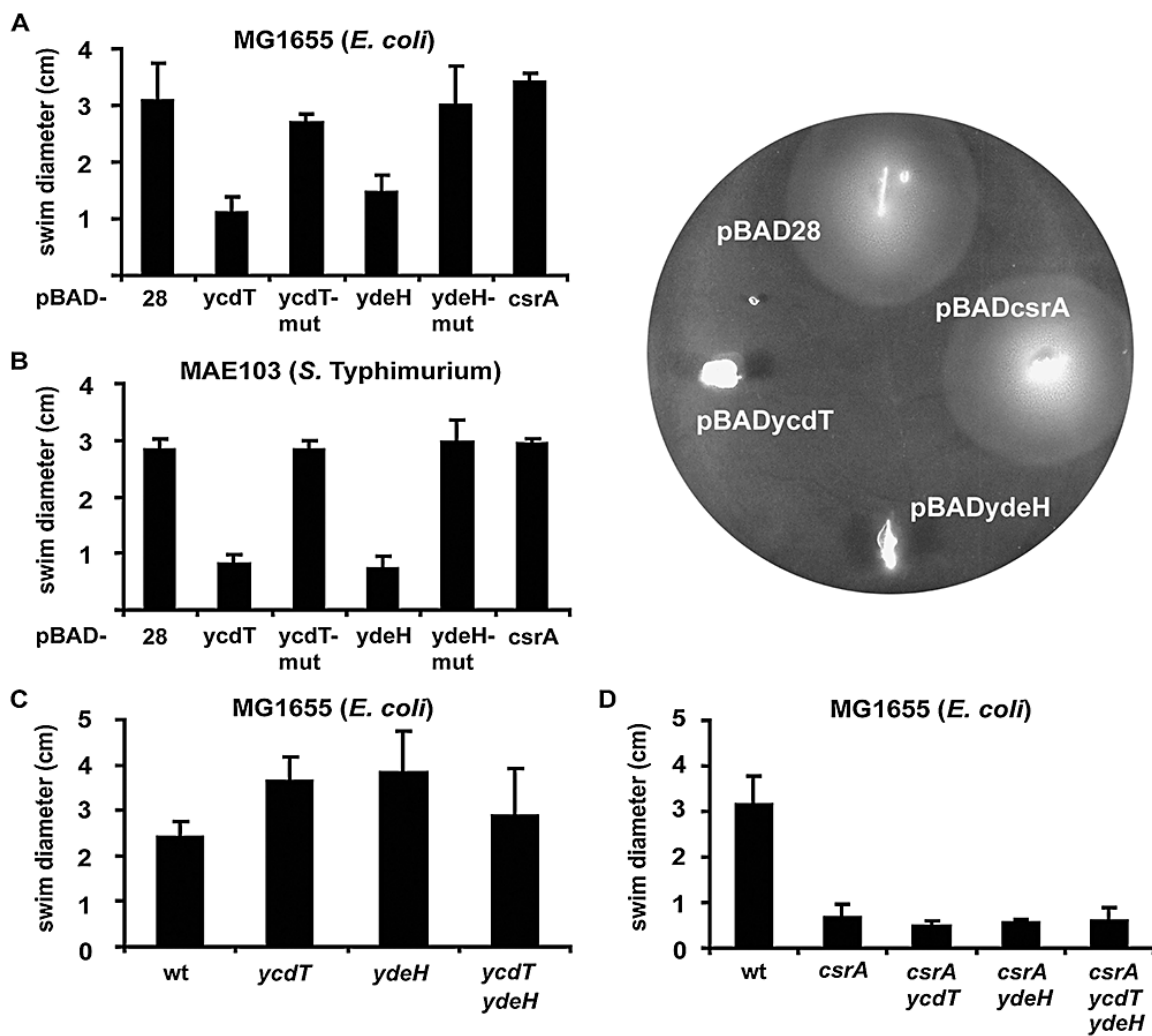 A
MG1655 (E. coli)
swim diameter (cm)
4
3
2
1
pBAD-
28
ycdT
ycdT-
mut
ydeH
ydeH-
mut
csrA
B
MAE103 (S. Typhimurium)
swim diameter (cm)
4
3
2
1
pBAD-
28
ycdT
ycdT-
mut
ydeH
ydeH-
mut
csrA
pBAD28
pBADcsrA
pBADycdT
pBADydeH
C
MG1655 (E. coli)
swim diameter (cm)
5
4
3
2
1
0
wt
ycdT
ydeH
ycdT
ydeH
D
MG1655 (E. coli)
swim diameter (cm)
5
4
3
2
1
0
wt
csrA
csrA
ycdT
csrA
ydeH
csrA
ycdT
ydeH